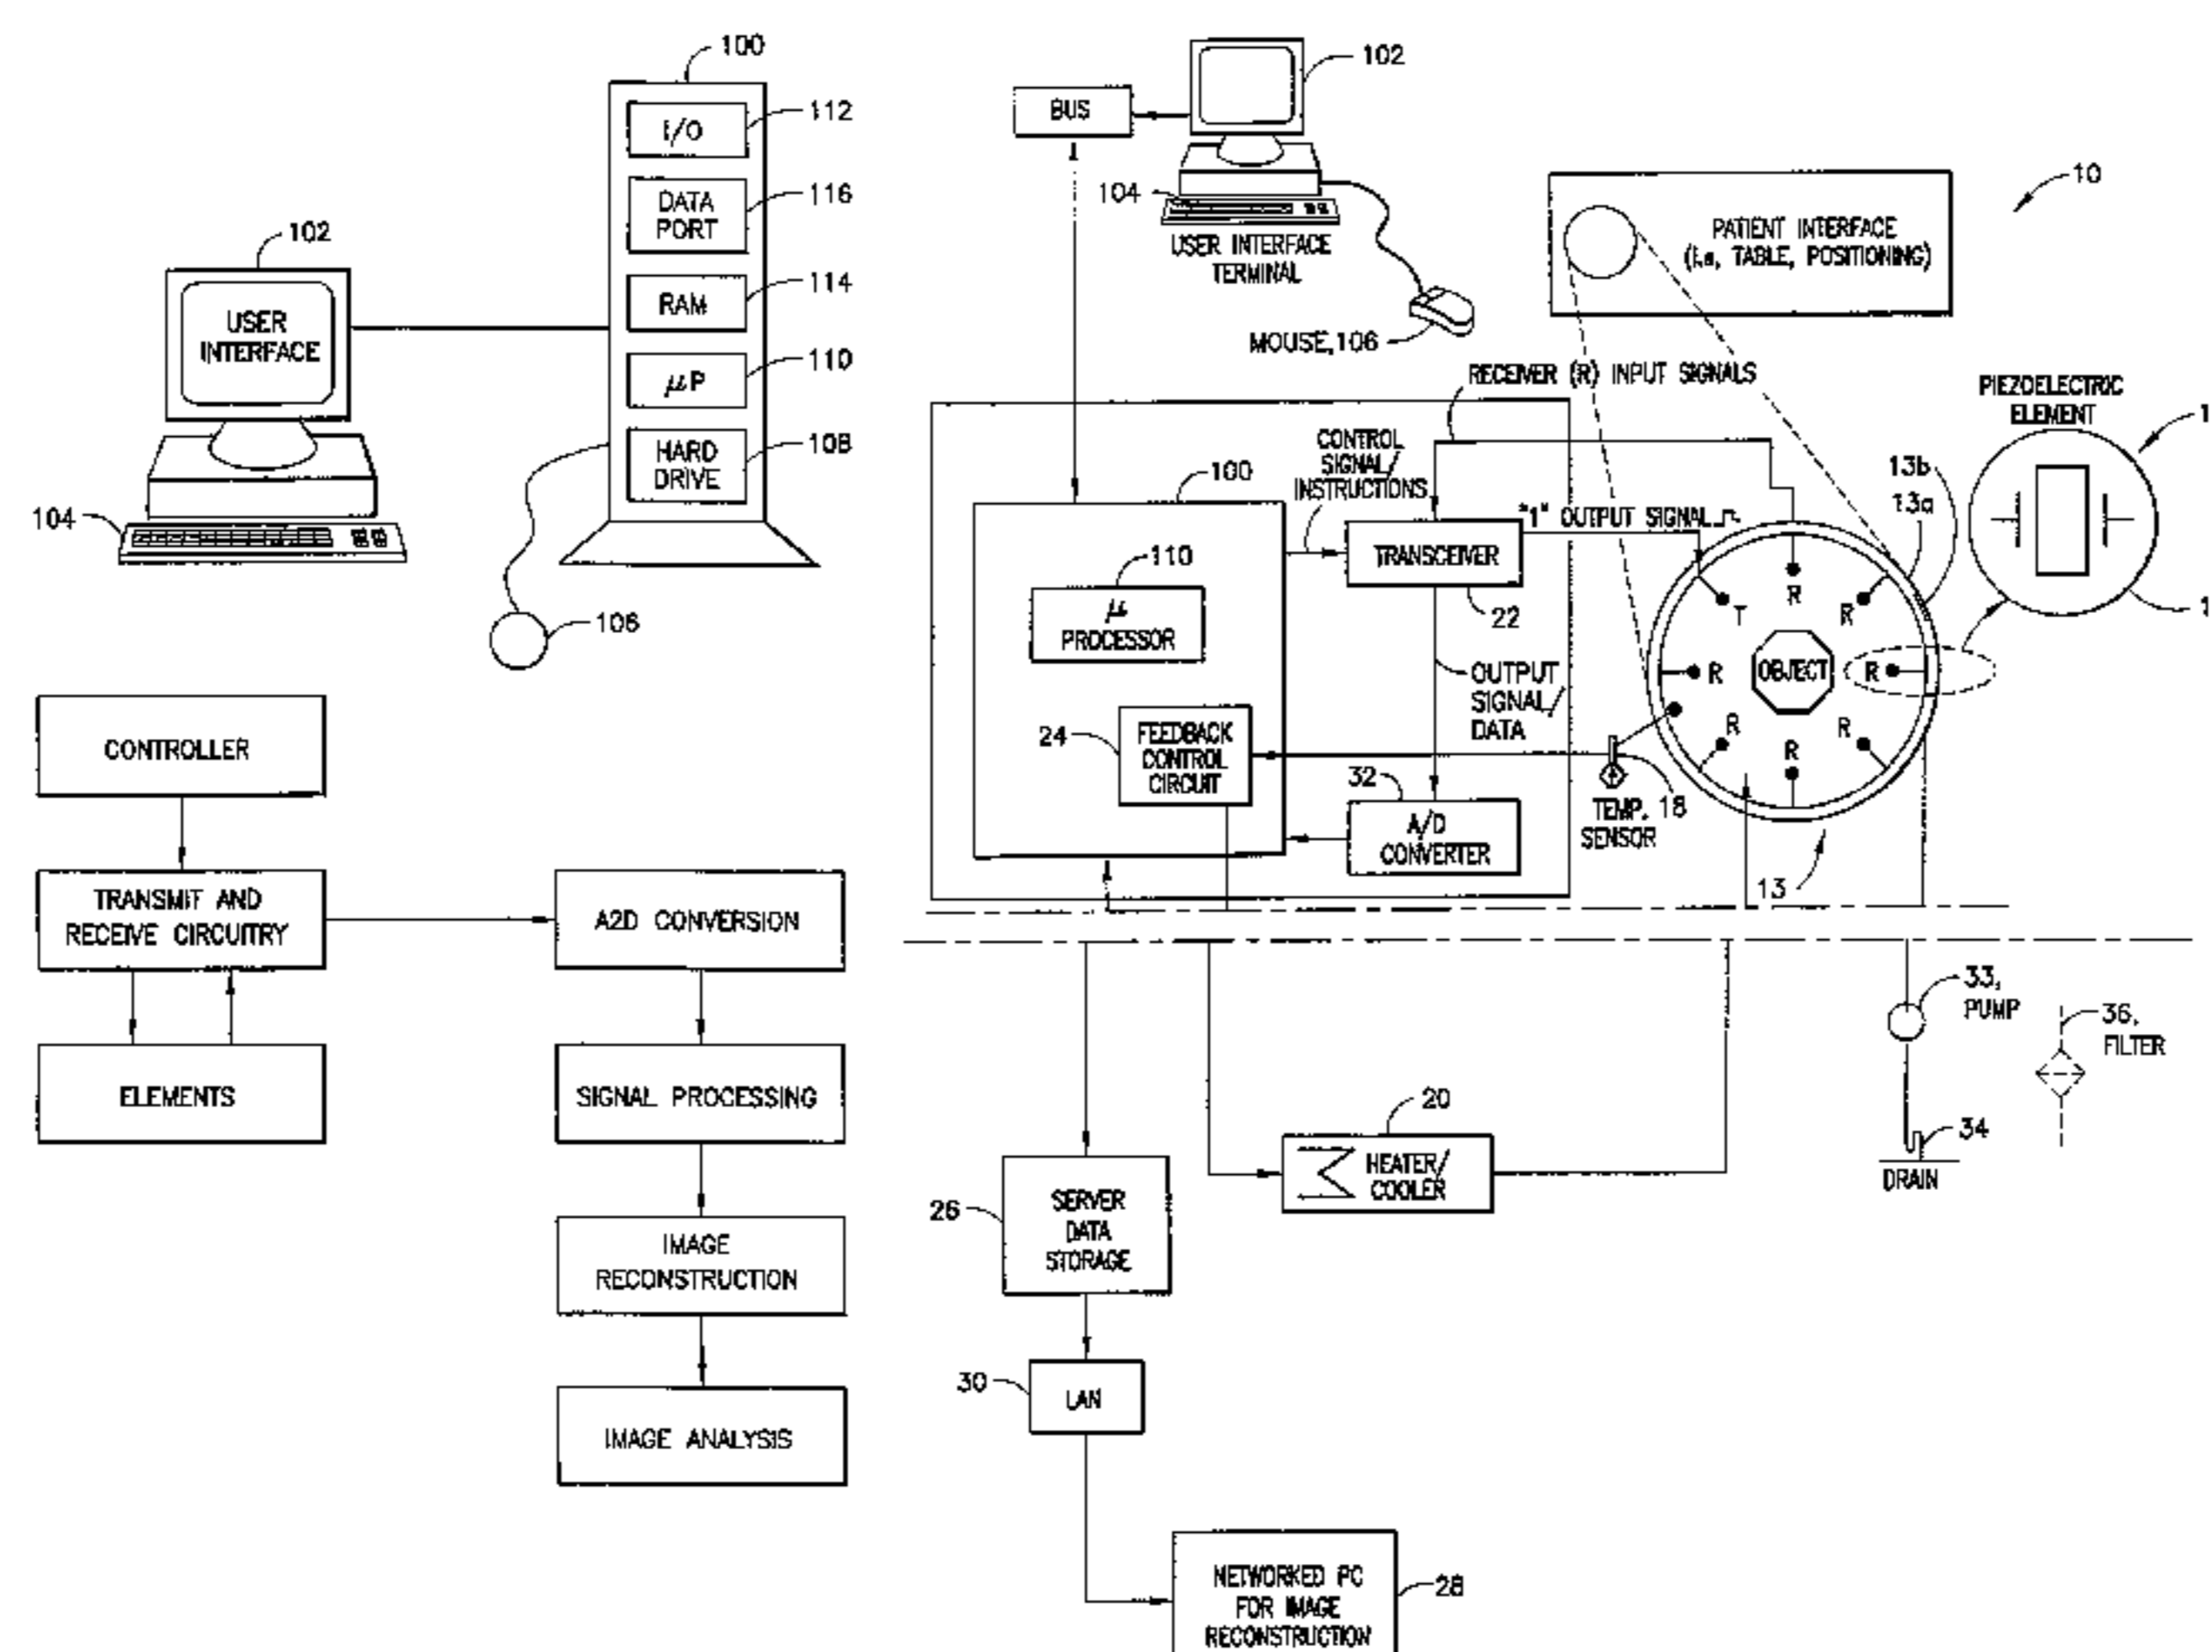 100
I/O
112
DATA
PORT
116
RAM
114
μP
110
HARD
DRIVE
108
102
USER
INTERFACE
104
106
CONTROLLER
TRANSMIT AND
RECEIVE CIRCUITRY
A2D CONVERSION
ELEMENTS
SIGNAL PROCESSING
IMAGE
RECONSTRUCTION
IMAGE ANALYSIS
BUS
102
104
USER INTERFACE
TERMINAL
MOUSE, 106
10
PATIENT INTERFACE
(i.e, TABLE, POSITIONING)
RECEIVER (R) INPUT SIGNALS
PIEZOELECTRIC
ELEMENT
1
1
13b
13a
CONTROL
SIGNAL/
INSTRUCTIONS
"1" OUTPUT SIGNAL
100
TRANSCEIVER
22
110
μ
PROCESSOR
OUTPUT
SIGNAL/
DATA
24
FEEDBACK
CONTROL
CIRCUIT
32
A/D
CONVERTER
T
R
R
R
OBJECT
R
R
R
R
TEMP.
SENSOR
18
13
33,
PUMP
36,
FILTER
34
DRAIN
20
HEATER/
COOLER
26
SERVER
DATA
STORAGE
30
LAN
NETWORKED PC
FOR IMAGE
RECONSTRUCTION
28